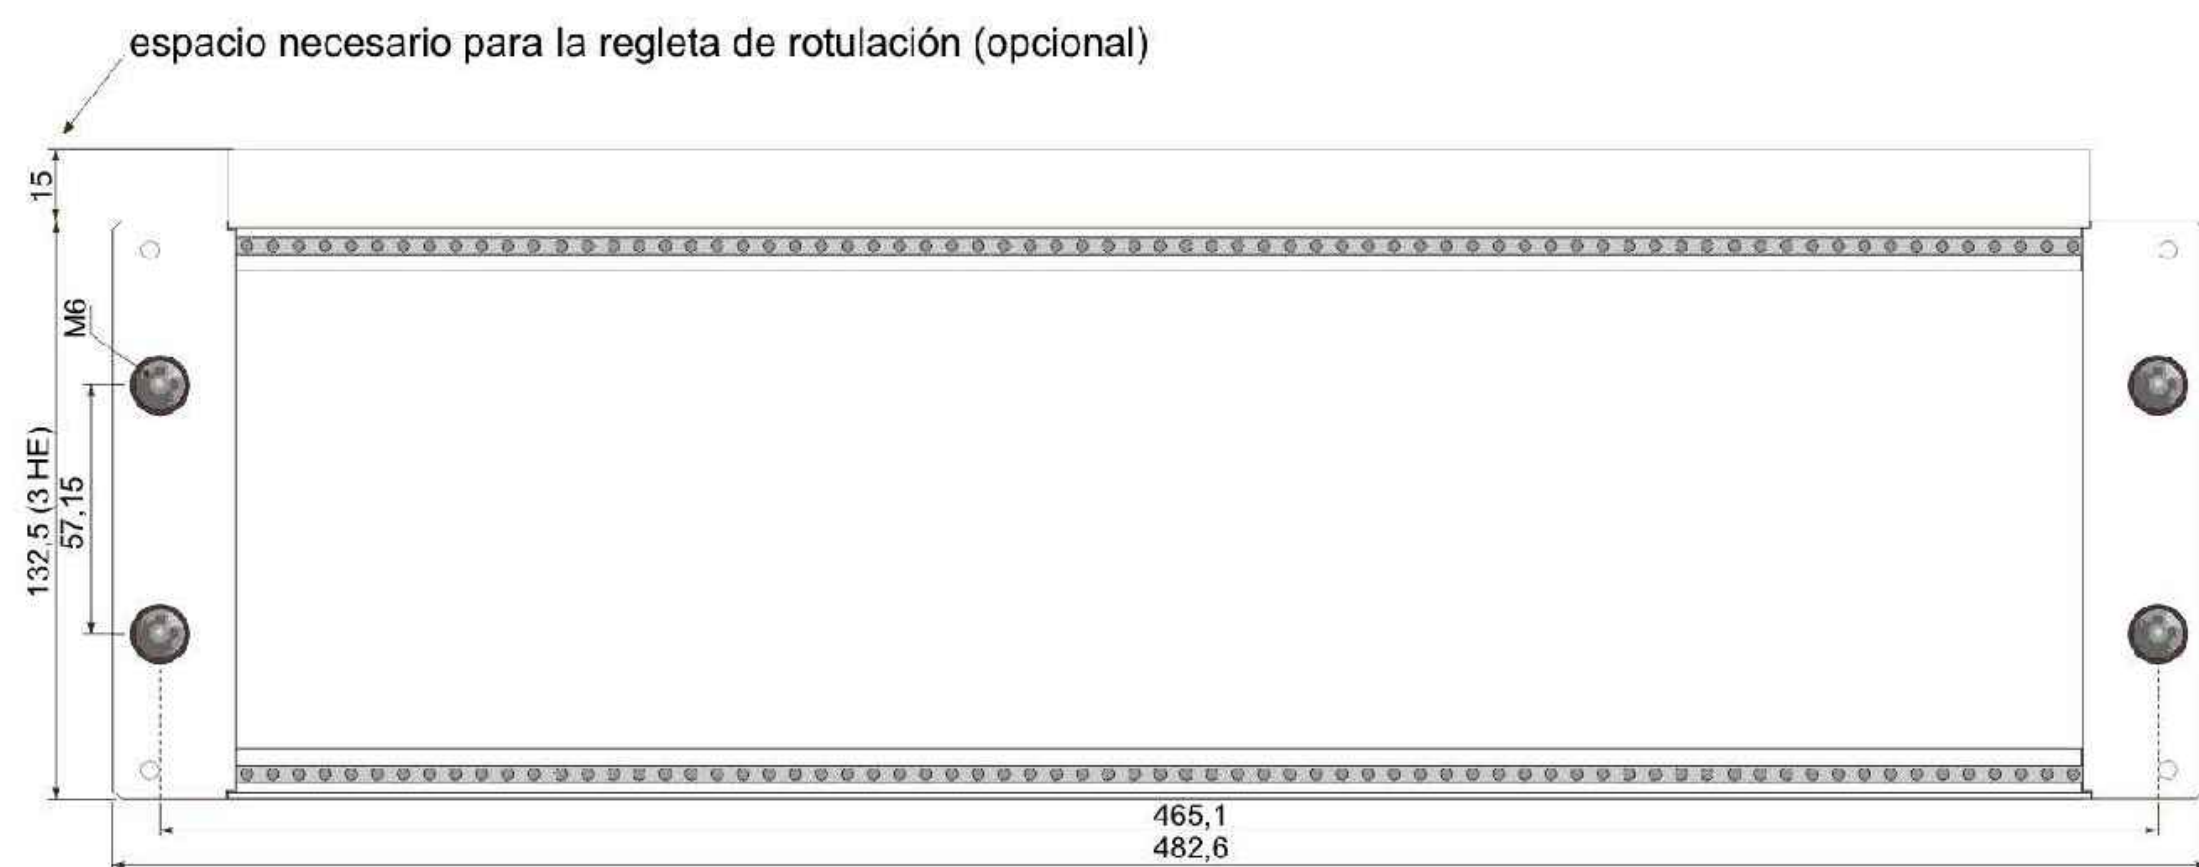 espacio necesario para la regleta de rotulación (opcional)
15
M6
132,5 (3 HE)
57,15
465,1
482,6